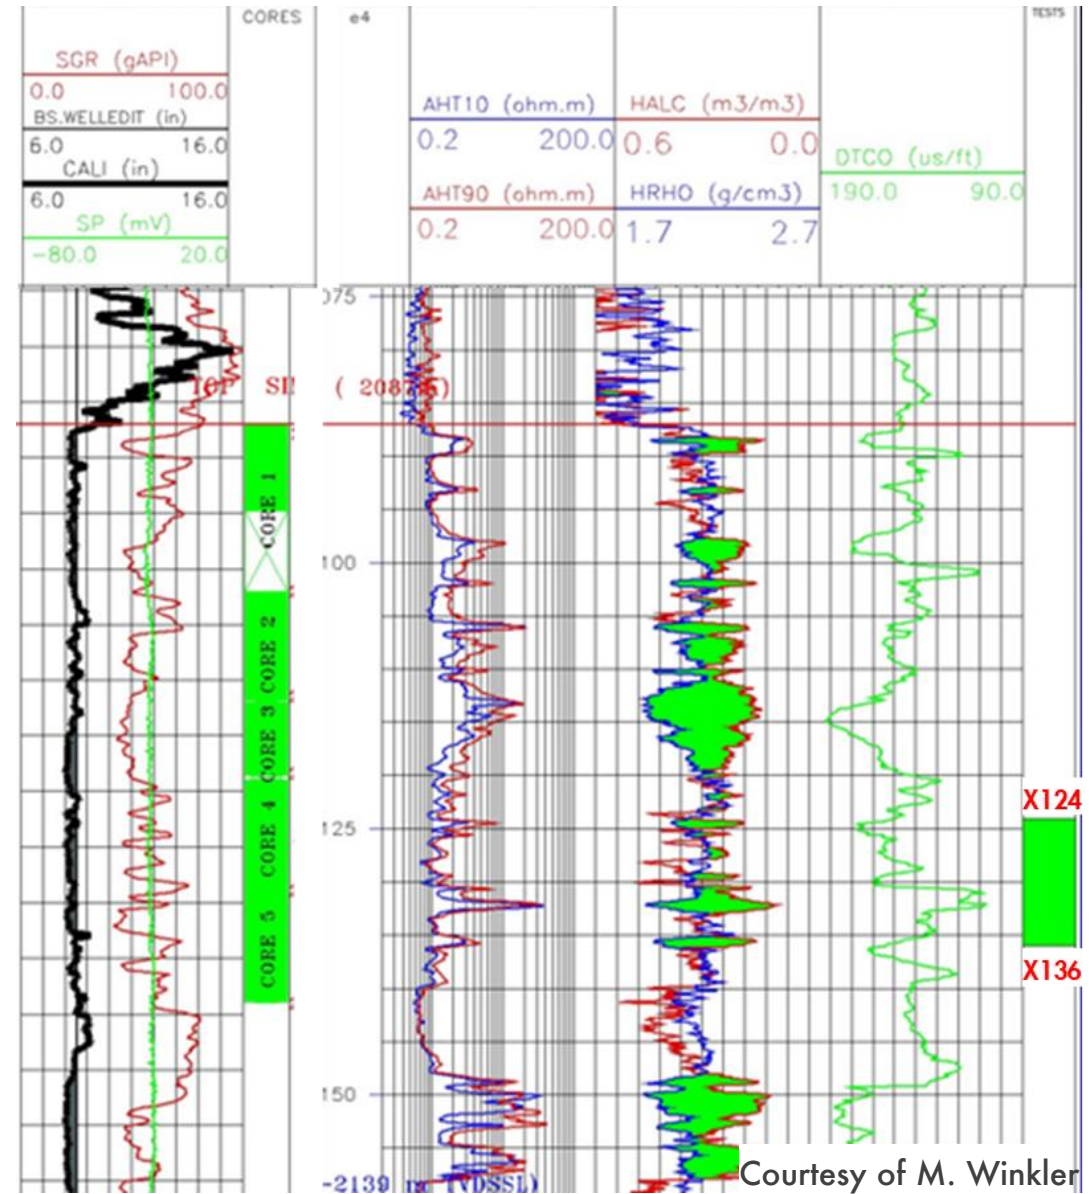 CORES
e4
TESTS
SGR (gAPI)
0.0 100.0
BS.WELLEDIT (in)
6.0 16.0
CALI (in)
6.0 16.0
SP (mV)
-80.0 20.0
AHT10 (ohm.m)
0.2 200.0
AHT90 (ohm.m)
0.2 200.0
HALC (m3/m3)
0.6 0.0
HRHO (g/cm3)
1.7 2.7
DTCO (us/ft)
190.0 90.0
075
TOP
CORE 1
100
CORE 2
CORE 3
X124
125
CORE 4
CORE 5
X136
150
-2139
Courtesy of M. Winkler